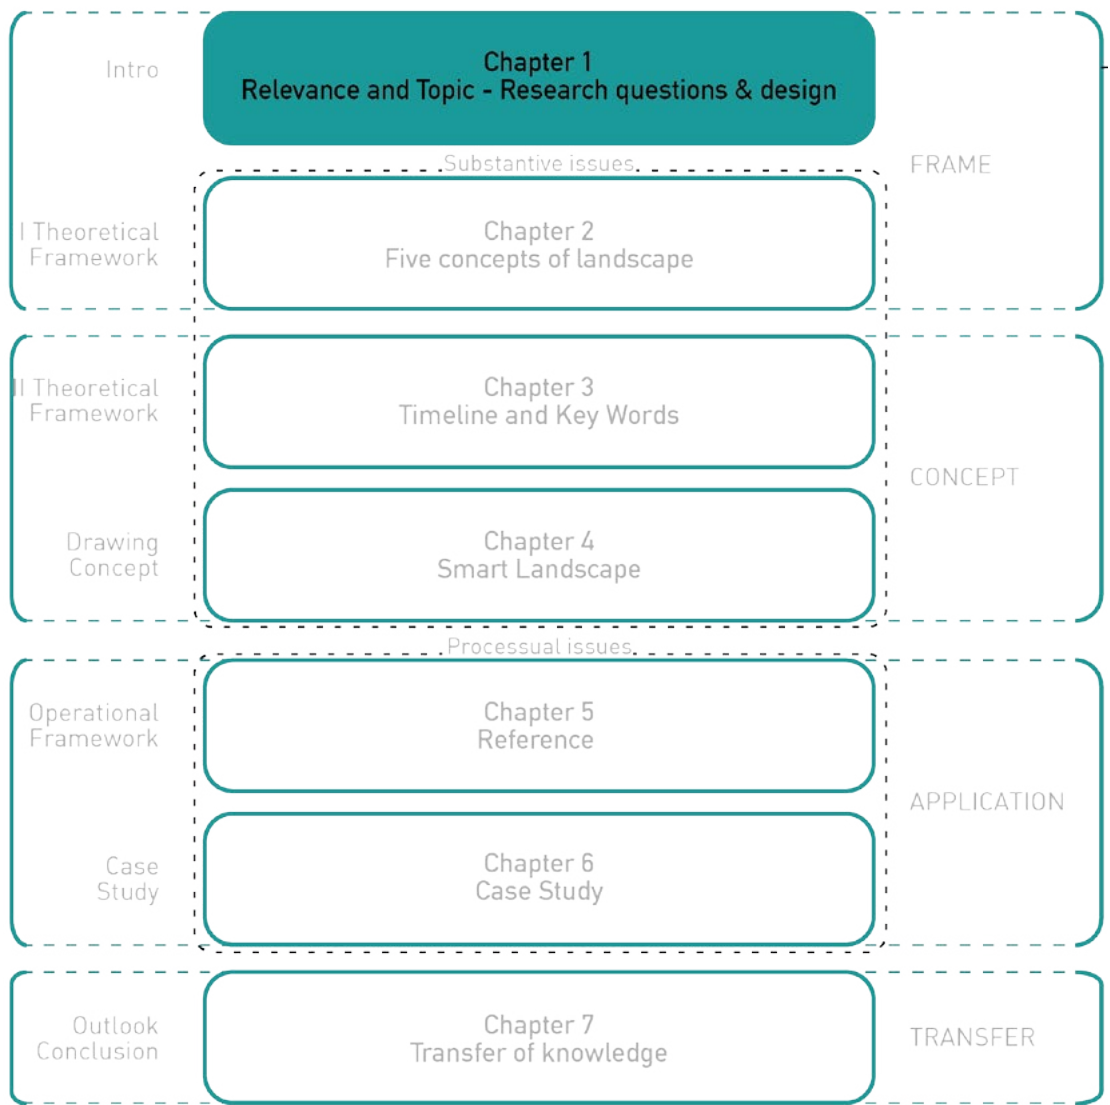 Intro
Chapter 1
Relevance and Topic - Research questions & design
FRAME
Substantive issues
I Theoretical
Framework
Chapter 2
Five concepts of landscape
II Theoretical
Framework
Chapter 3
Timeline and Key Words
CONCEPT
Drawing
Concept
Chapter 4
Smart Landscape
Processual issues
Operational
Framework
Chapter 5
Reference
APPLICATION
Case
Study
Chapter 6
Case Study
Outlook
Conclusion
Chapter 7
Transfer of knowledge
TRANSFER